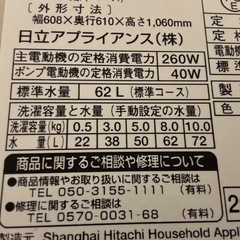 [外形寸法]
幅608×奥行610×高さ1,060mm
日立アプライアンス(株)
主電動機の定格消費電力 260W
ポンプ電動機の定格消費電力 40W
標準水量 62L(標準コース)
洗濯容量と水量(手動設定の水量)
洗濯容量(kg) 0.5 3.0 5.0 8.0 10.0
水量(L) 22 38 50 62 72
商品に関するご相談や修理について
●商品情報やお取り扱いに関するご相談
TEL 050-3155-1111 (有料)
●修理に関するご相談
TEL 0570-0031-68 (有料)
製造元 Shanghai Hitachi Household App
製
色
2